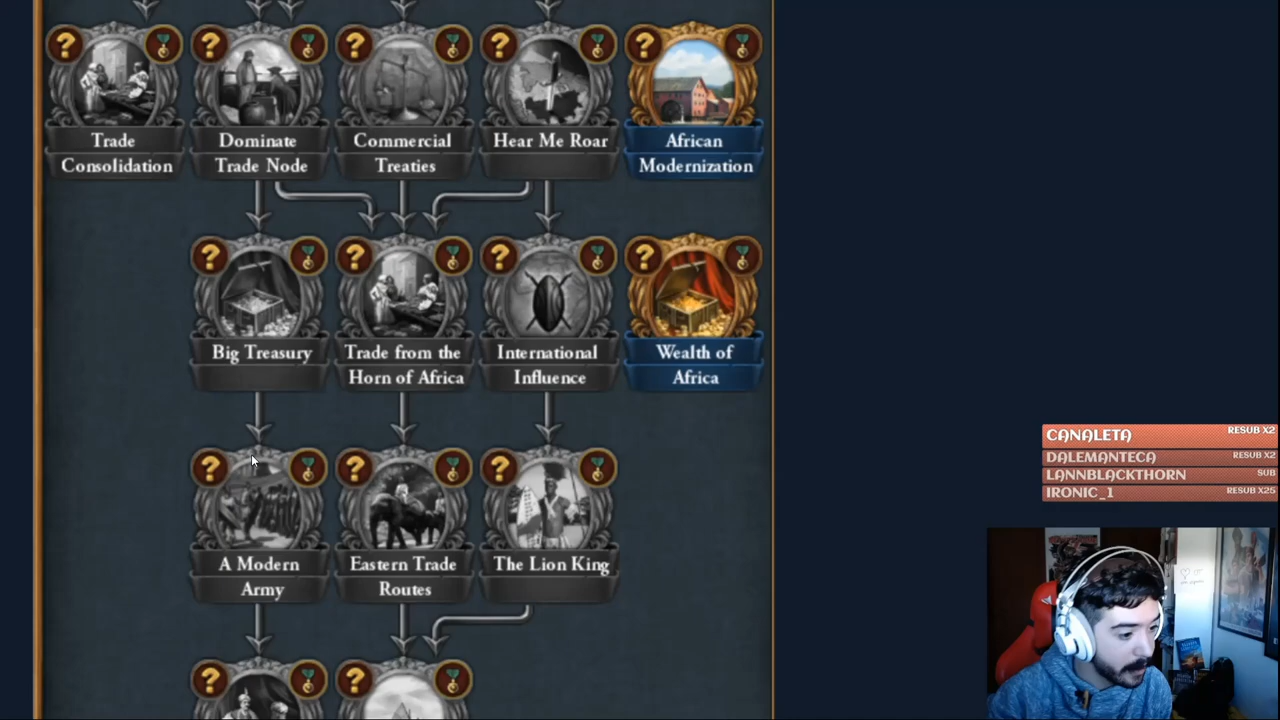 Trade
Consolidation
Dominate
Trade Node
Commercial
Treaties
Hear Me Roar
African
Modernization
Big Treasury
Trade from the
Horn of Africa
International
Influence
Wealth of
Africa
A Modern
Army
Eastern Trade
Routes
The Lion King
CANALETA RESUB X2
DALEMANTECA RESUB X2
LANNBLACKTHORN SUB
IRONIC_1 RESUB X25